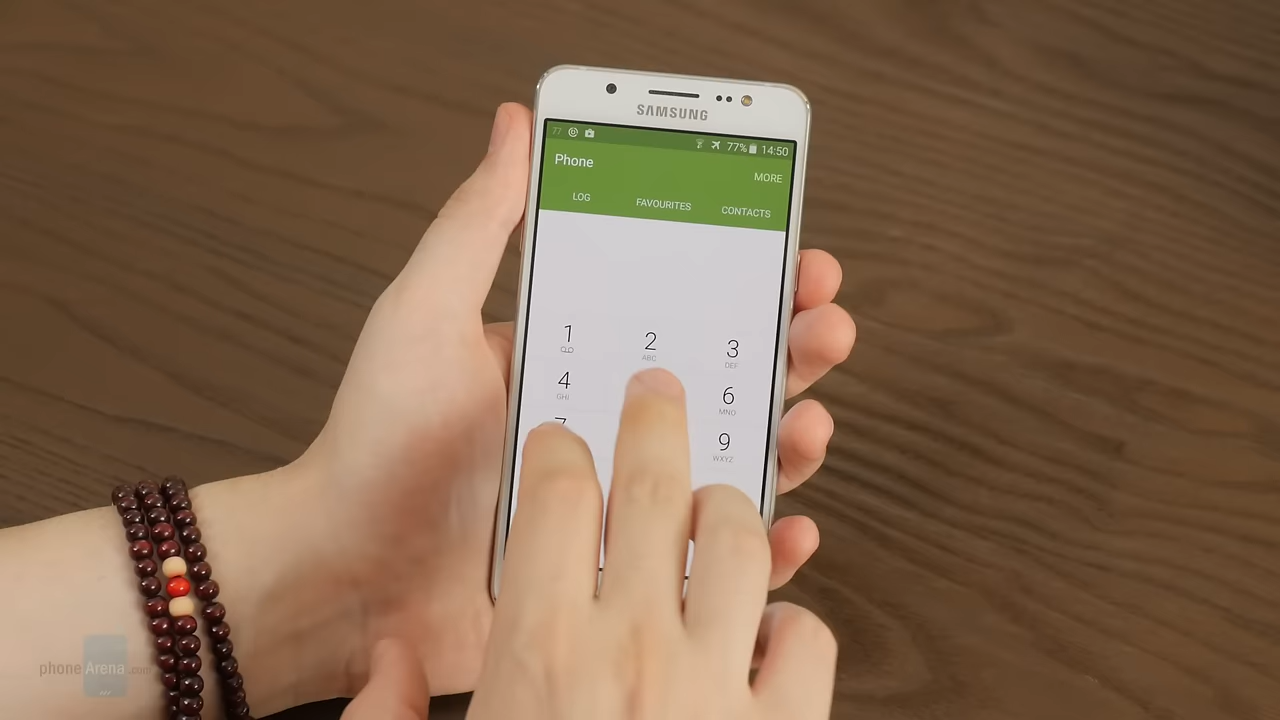 SAMSUNG
77 77% 14:50
Phone
MORE
LOG FAVOURITES CONTACTS
1 2 3
ABC DEF
4 6
GHI MNO
7 9
WXYZ
phoneArena.com